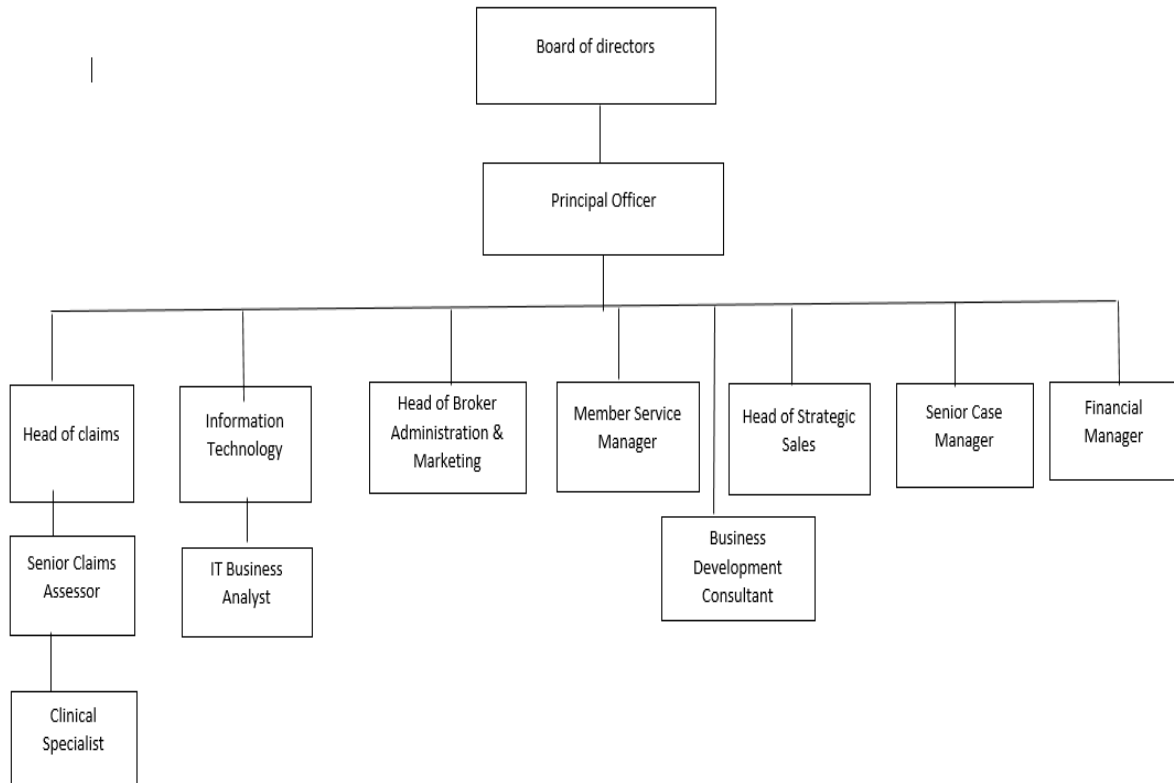 Board of directors
Principal Officer
Head of claims
Information
Technology
Head of Broker
Administration &
Marketing
Member Service
Manager
Head of Strategic
Sales
Senior Case
Manager
Financial
Manager
Senior Claims
Assessor
IT Business
Analyst
Business
Development
Consultant
Clinical
Specialist